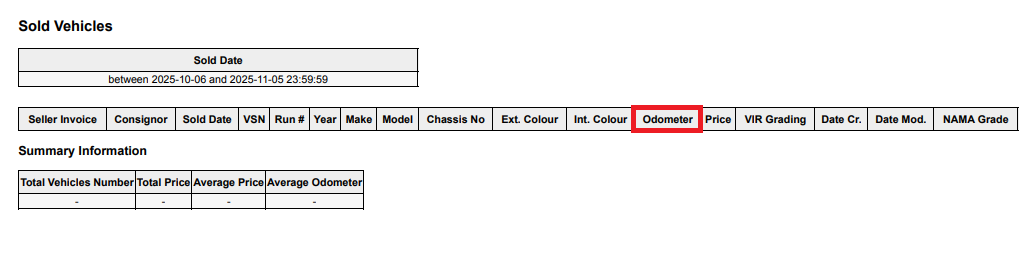 Sold Vehicles
Sold Date
between 2025-10-06 and 2025-11-05 23:59:59
Seller Invoice Consignor Sold Date VSN Run # Year Make Model Chassis No Ext. Colour Int. Colour Odometer Price VIR Grading Date Cr. Date Mod. NAMA Grade
Summary Information
Total Vehicles Number Total Price Average Price Average Odometer
- - - -